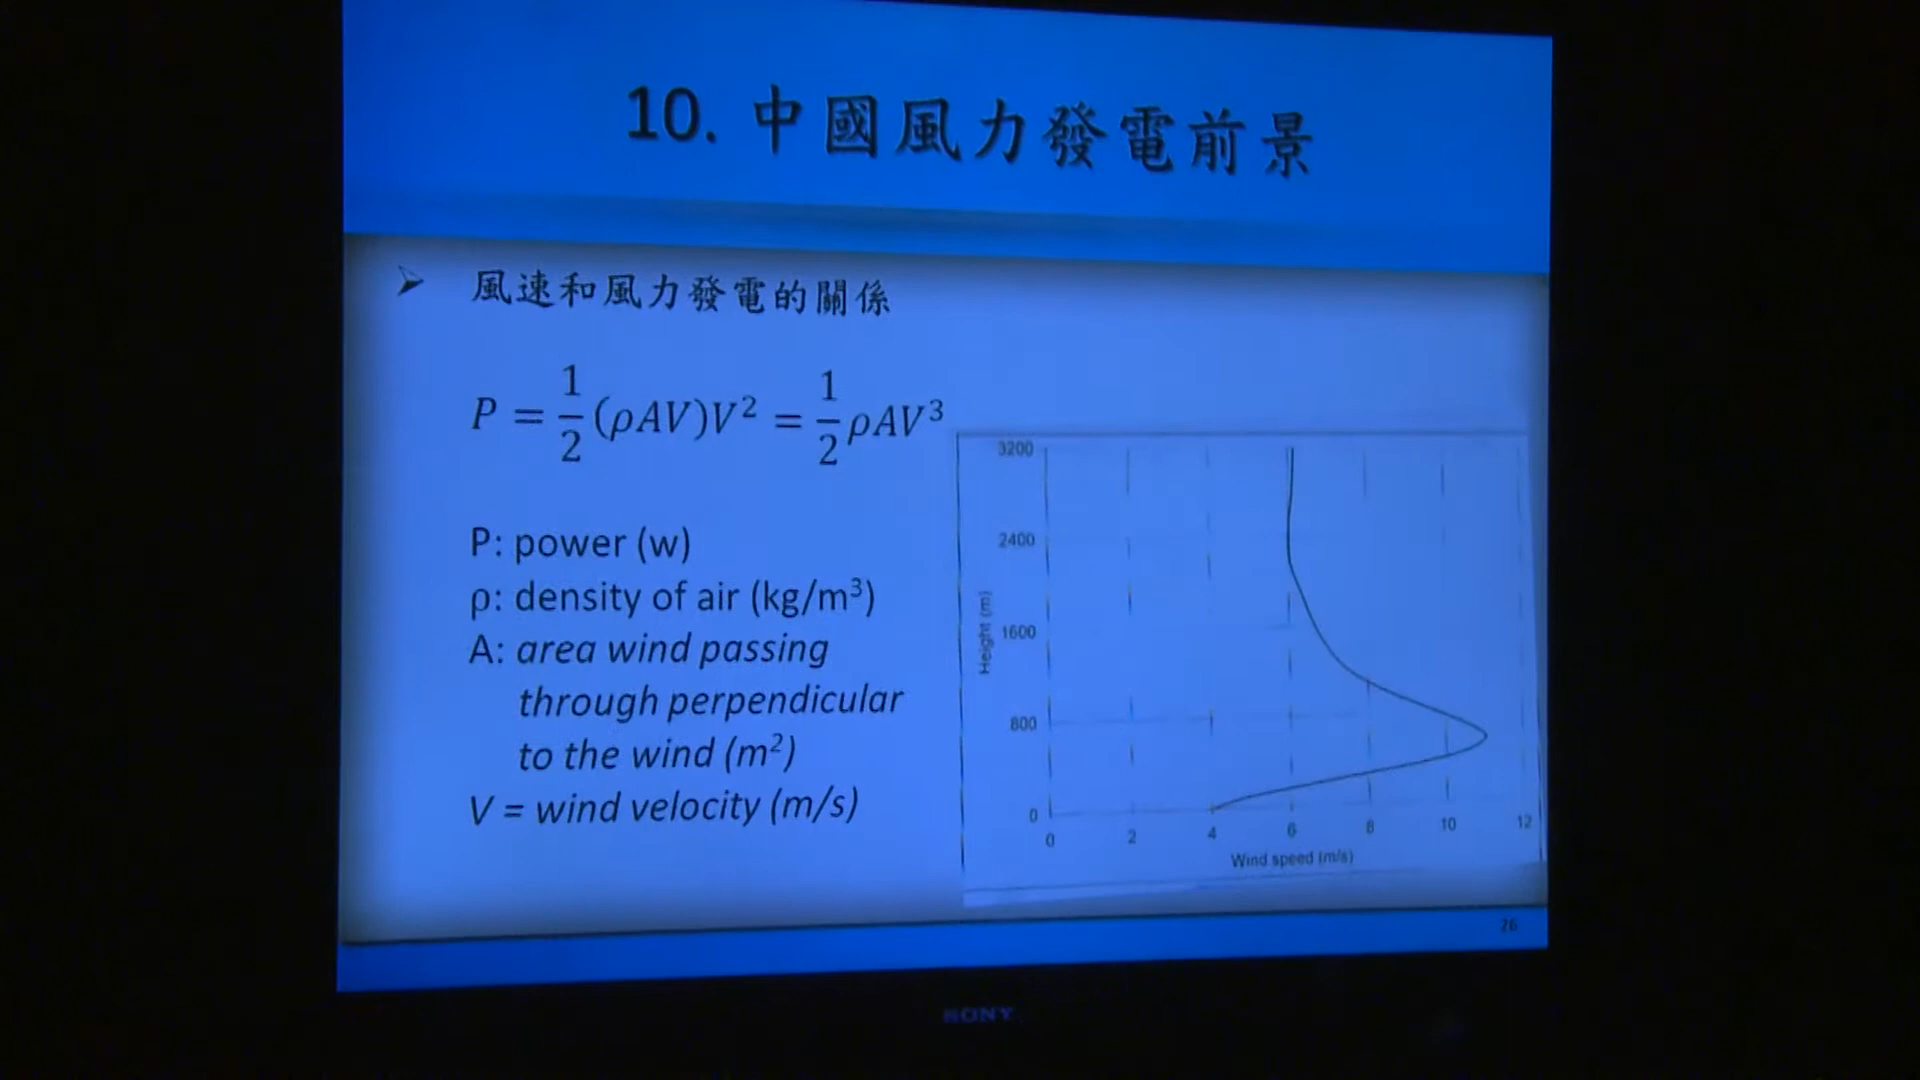 10. 中國風力發電前景
➢ 風速和風力發電的關係
P = \frac{1}{2}(ρAV)V² = \frac{1}{2}ρAV³
P: power (w)
ρ: density of air (kg/m³)
A: area wind passing
through perpendicular
to the wind (m²)
V = wind velocity (m/s)
3200
2400
1600
800
0
Height (m)
0 2 4 6 8 10 12
Wind speed (m/s)
26
SONY